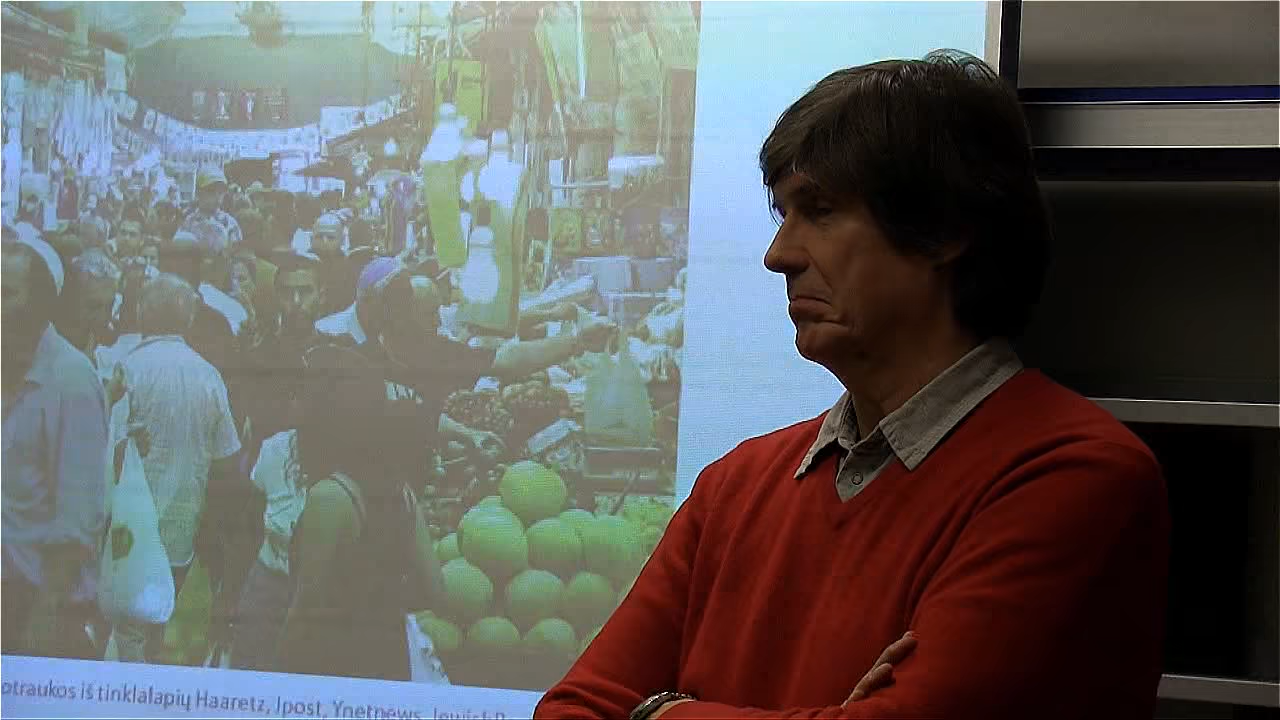 otraukos iš tinklalapių Haaretz, Jpost, Ynetnews,